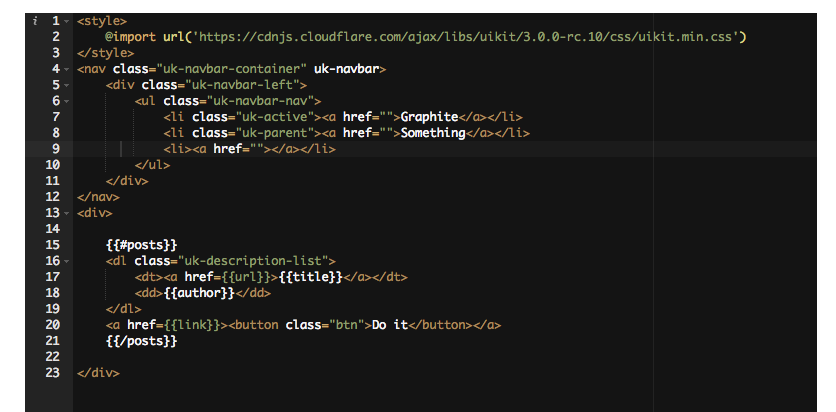 i 1 <style>
2 @import url('https://cdnjs.cloudflare.com/ajax/libs/uikit/3.0.0-rc.10/css/uikit.min.css')
3 </style>
4 <nav class="uk-navbar-container" uk-navbar>
5 <div class="uk-navbar-left">
6 <ul class="uk-navbar-nav">
7 <li class="uk-active"><a href="">Graphite</a></li>
8 <li class="uk-parent"><a href="">Something</a></li>
9 <li><a href=""></a></li>
10 </ul>
11 </div>
12 </nav>
13 <div>
14
15 {{#posts}}
16 <dl class="uk-description-list">
17 <dt><a href={{url}}>{{title}}</a></dt>
18 <dd>{{author}}</dd>
19 </dl>
20 <a href={{link}}><button class="btn">Do it</button></a>
21 {{/posts}}
22
23 </div>